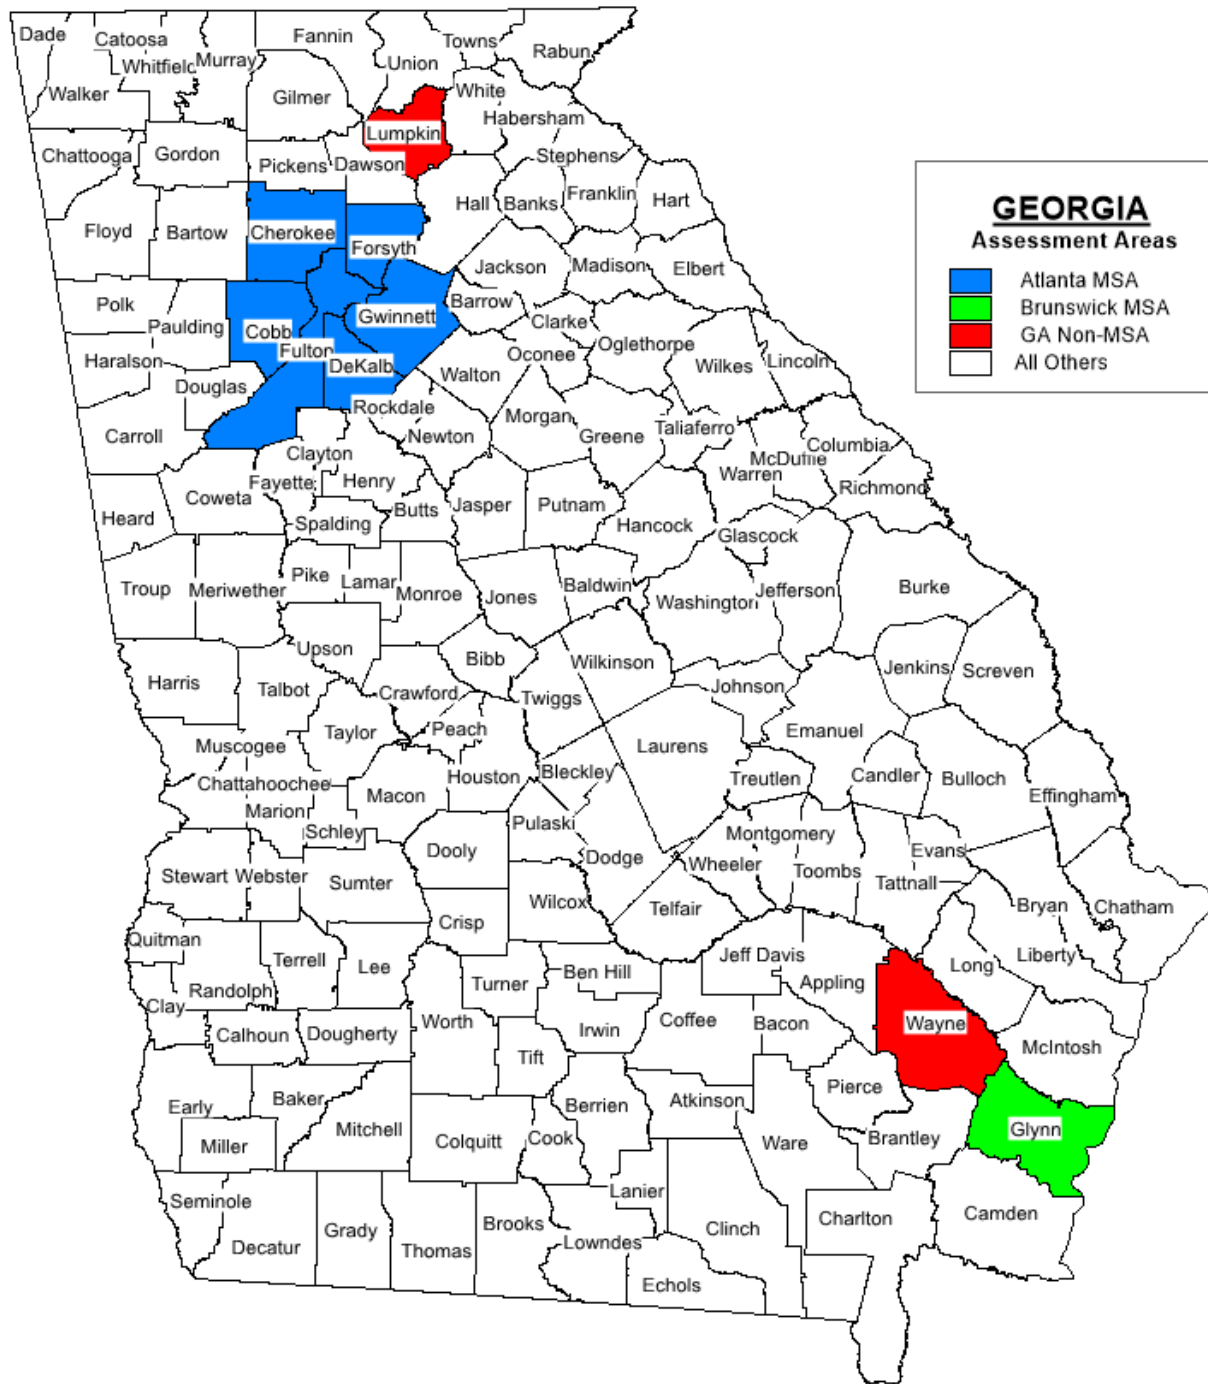 Dade
Catoosa
Whitfield
Murray
Fannin
Union
Towns
Rabun
Walker
Gilmer
White
Habersham
Lumpkin
Chattooga
Gordon
Pickens
Dawson
Stephens
Hall
Banks
Franklin
Hart
Floyd
Bartow
Cherokee
Forsyth
Jackson
Madison
Elbert
Polk
Paulding
Cobb
Gwinnett
Barrow
Clarke
Haralson
Fulton
DeKalb
Oconee
Oglethorpe
Wilkes
Lincoln
Douglas
Walton
Rockdale
Morgan
Carroll
Newton
Greene
Taliaferro
Columbia
Clayton
McDuffie
Coweta
Fayette
Henry
Warren
Richmond
Heard
Spalding
Butts
Jasper
Putnam
Hancock
Glascock
Troup
Meriwether
Pike
Lamar
Monroe
Jones
Baldwin
Washington
Jefferson
Burke
Upson
Bibb
Wilkinson
Jenkins
Screven
Harris
Talbot
Crawford
Twiggs
Johnson
Taylor
Peach
Emanuel
Muscogee
Laurens
Chattahoochee
Macon
Houston
Bleckley
Treutlen
Candler
Bulloch
Effingham
Marion
Schley
Pulaski
Dooly
Dodge
Montgomery
Wheeler
Toombs
Evans
Tattnall
Stewart
Webster
Sumter
Crisp
Wilcox
Telfair
Bryan
Chatham
Quitman
Terrell
Lee
Turner
Ben Hill
Jeff Davis
Appling
Long
Liberty
Clay
Randolph
Calhoun
Dougherty
Worth
Irwin
Coffee
Bacon
Wayne
McIntosh
Tift
Early
Baker
Berrien
Atkinson
Pierce
Miller
Mitchell
Colquitt
Cook
Ware
Brantley
Glynn
Seminole
Decatur
Grady
Thomas
Brooks
Lanier
Lowndes
Clinch
Echols
Charlton
Camden
GEORGIA
Assessment Areas
Atlanta MSA
Brunswick MSA
GA Non-MSA
All Others